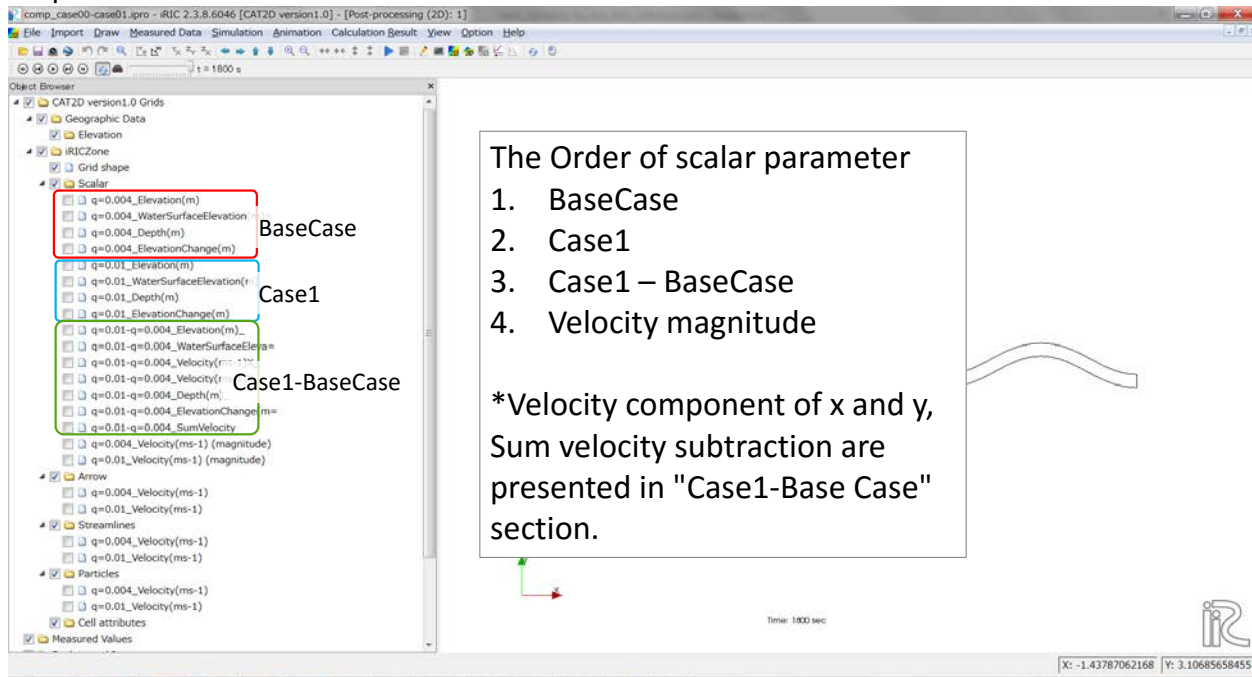 comp_case00-case01.ipro - iRIC 2.3.8.6046 [CAT2D version1.0] - [Post-processing (2D): 1]
File Import Draw Measured Data Simulation Animation Calculation Result View Option Help
t = 1800 s
Object Browser
CAT2D version1.0 Grids
Geographic Data
Elevation
iRICZone
Grid shape
Scalar
q=0.004_Elevation(m)
q=0.004_WaterSurfaceElevation
q=0.004_Depth(m)
q=0.004_ElevationChange(m)
BaseCase
q=0.01_Elevation(m)
q=0.01_WaterSurfaceElevation(
q=0.01_Depth(m)
q=0.01_ElevationChange(m)
Case1
q=0.01-q=0.004_Elevation(m)_
q=0.01-q=0.004_WaterSurfaceEleva=
q=0.01-q=0.004_Velocity(
q=0.01-q=0.004_Velocity(
q=0.01-q=0.004_Depth(m)
q=0.01-q=0.004_ElevationChange(m=
q=0.01-q=0.004_SumVelocity
Case1-BaseCase
q=0.004_Velocity(ms-1) (magnitude)
q=0.01_Velocity(ms-1) (magnitude)
Arrow
q=0.004_Velocity(ms-1)
q=0.01_Velocity(ms-1)
Streamlines
q=0.004_Velocity(ms-1)
q=0.01_Velocity(ms-1)
Particles
q=0.004_Velocity(ms-1)
q=0.01_Velocity(ms-1)
Cell attributes
Measured Values
The Order of scalar parameter
1. BaseCase
2. Case1
3. Case1 – BaseCase
4. Velocity magnitude
*Velocity component of x and y,
Sum velocity subtraction are
presented in "Case1-Base Case"
section.
x
Time: 1800 sec
iRIC
X: -1.43787062168 Y: 3.10685658455